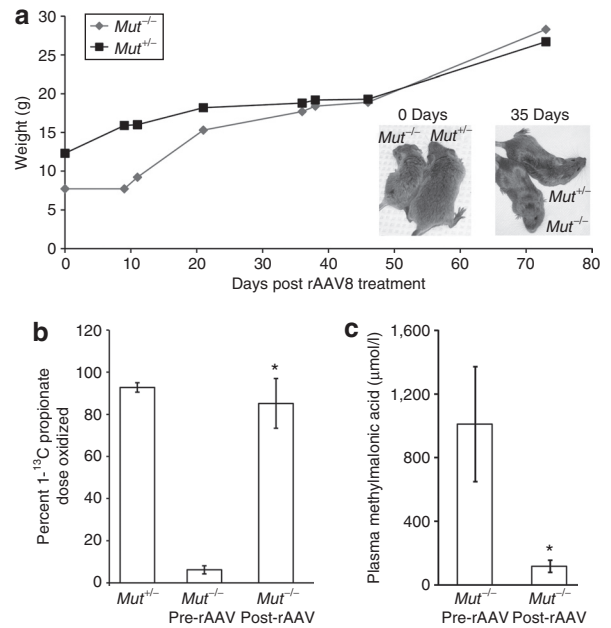 a
30
25
20
15
10
5
0
Weight (g)
Mut–/–
Mut+/–
0 Days
35 Days
Mut–/–
Mut+/–
Mut+/–
Mut–/–
0 10 20 30 40 50 60 70 80
Days post rAAV8 treatment
b
120
100
80
60
40
20
0
Percent 1-13C propionate
dose oxidized
*
Mut+/– Mut–/– Mut–/–
Pre-rAAV Post-rAAV
c
1,600
1,200
800
400
0
Plasma methylmalonic acid (μmol/l)
*
Mut–/– Mut–/–
Pre-rAAV Post-rAAV